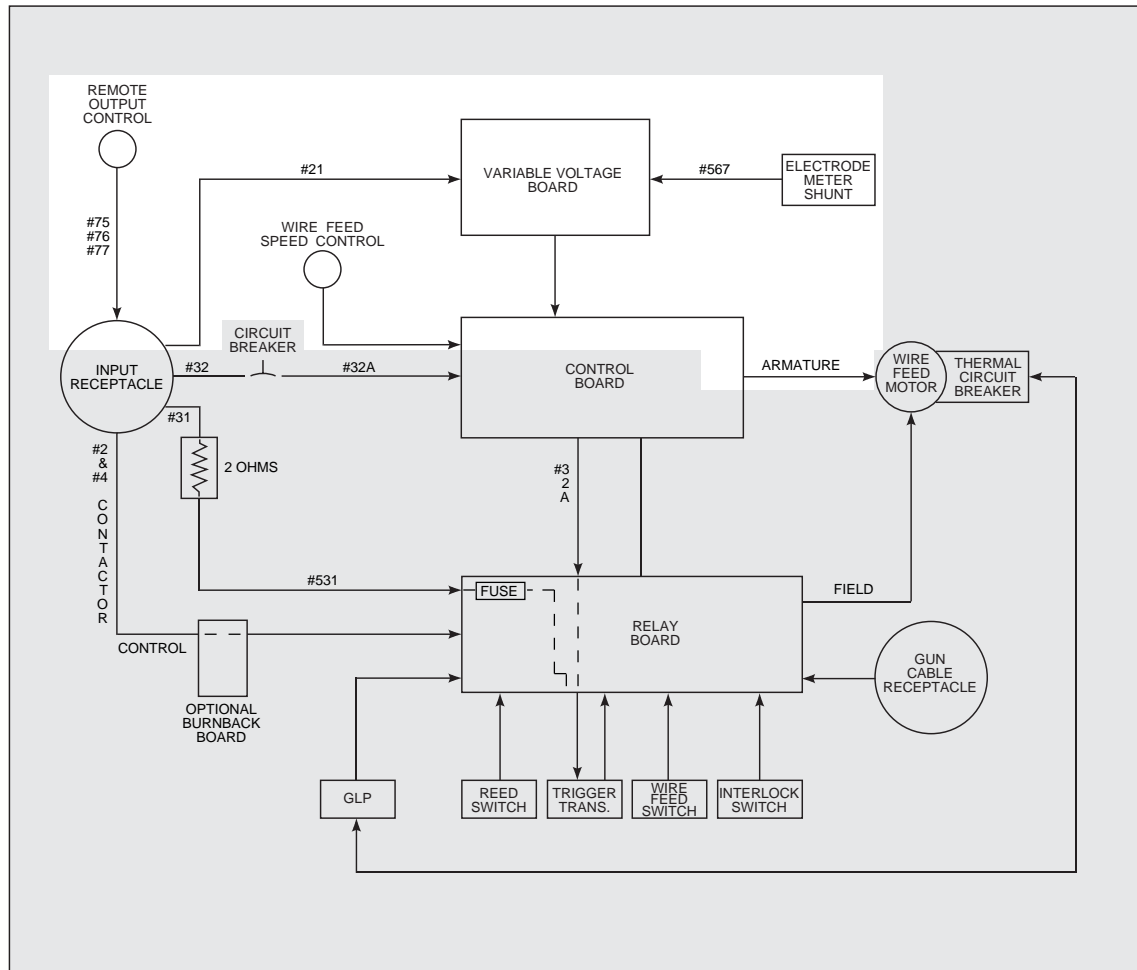 REMOTE
OUTPUT
CONTROL
#75
#76
#77
#21
VARIABLE VOLTAGE
BOARD
#567
ELECTRODE
METER
SHUNT
WIRE FEED
SPEED CONTROL
CIRCUIT
BREAKER
INPUT
RECEPTACLE
#32
#32A
CONTROL
BOARD
ARMATURE
WIRE
FEED
MOTOR
THERMAL
CIRCUIT
BREAKER
#31
2 OHMS
#2
&
#4
CONTACTOR
#3
2
A
#531
FUSE
RELAY
BOARD
FIELD
CONTROL
OPTIONAL
BURNBACK
BOARD
GUN
CABLE
RECEPTACLE
GLP
REED
SWITCH
TRIGGER
TRANS.
WIRE
FEED
SWITCH
INTERLOCK
SWITCH